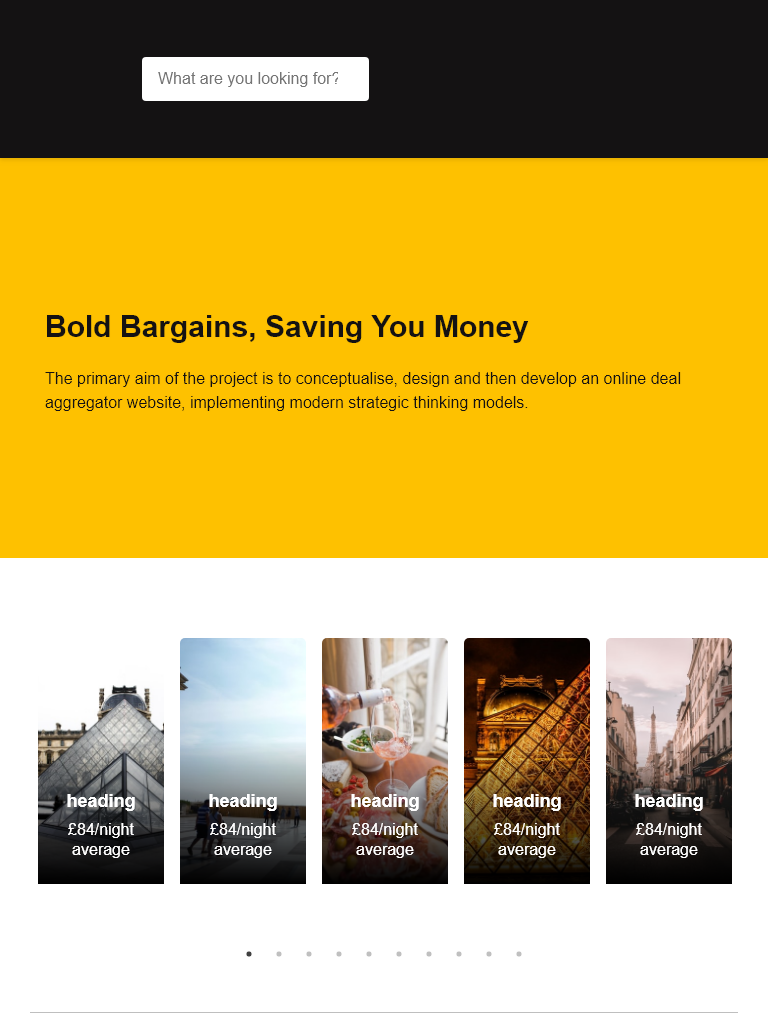 What are you looking for?
Bold Bargains, Saving You Money
The primary aim of the project is to conceptualise, design and then develop an online deal
aggregator website, implementing modern strategic thinking models.
heading
£84/night
average
heading
£84/night
average
heading
£84/night
average
heading
£84/night
average
heading
£84/night
average